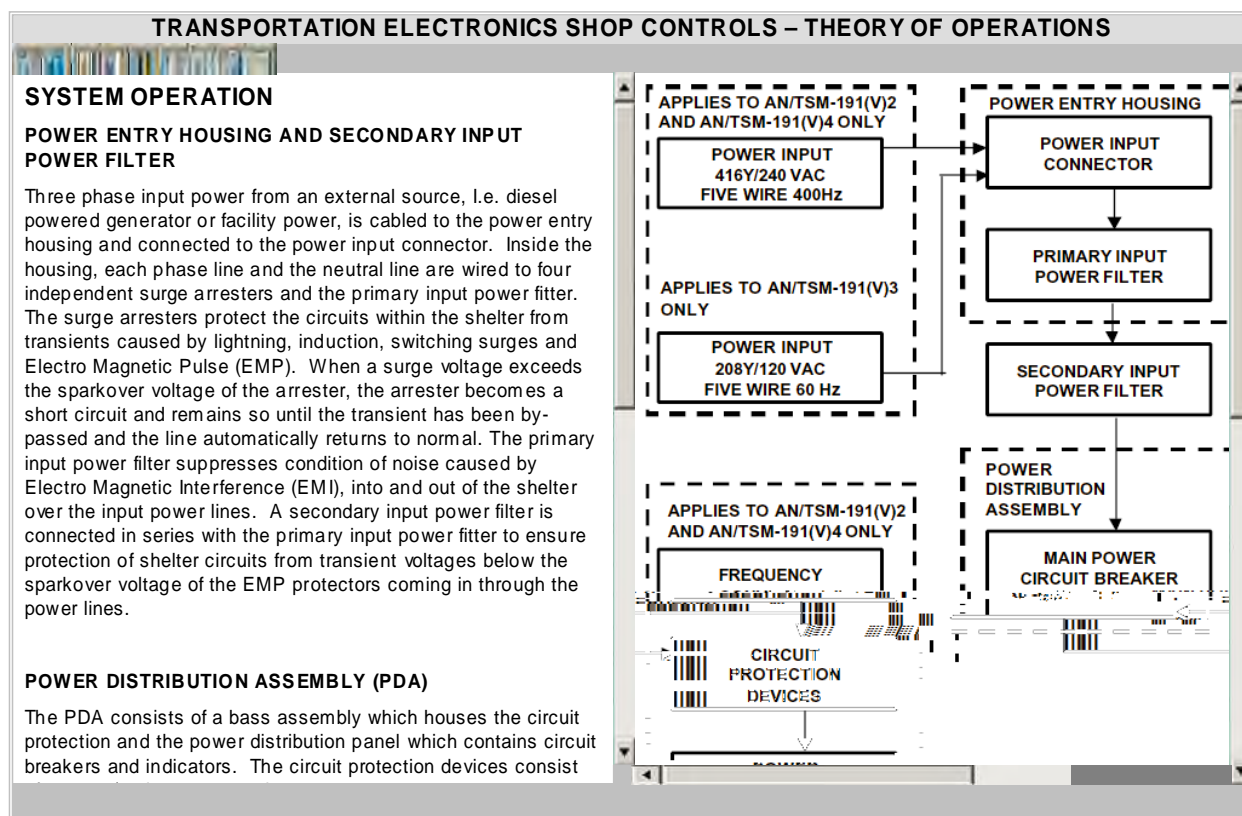 TRANSPORTATION ELECTRONICS SHOP CONTROLS – THEORY OF OPERATIONS
SYSTEM OPERATION
POWER ENTRY HOUSING AND SECONDARY INPUT
POWER FILTER
Three phase input power from an external source, I.e. diesel
powered generator or facility power, is cabled to the power entry
housing and connected to the power input connector. Inside the
housing, each phase line and the neutral line are wired to four
independent surge arresters and the primary input power fitter.
The surge arresters protect the circuits within the shelter from
transients caused by lightning, induction, switching surges and
Electro Magnetic Pulse (EMP). When a surge voltage exceeds
the sparkover voltage of the arrester, the arrester becomes a
short circuit and remains so until the transient has been by-
passed and the line automatically returns to normal. The primary
input power filter suppresses condition of noise caused by
Electro Magnetic Interference (EMI), into and out of the shelter
over the input power lines. A secondary input power filter is
connected in series with the primary input power fitter to ensure
protection of shelter circuits from transient voltages below the
sparkover voltage of the EMP protectors coming in through the
power lines.
POWER DISTRIBUTION ASSEMBLY (PDA)
The PDA consists of a bass assembly which houses the circuit
protection and the power distribution panel which contains circuit
breakers and indicators. The circuit protection devices consist
APPLIES TO AN/TSM-191(V)2
AND AN/TSM-191(V)4 ONLY
POWER INPUT
416Y/240 VAC
FIVE WIRE 400Hz
APPLIES TO AN/TSM-191(V)3
ONLY
POWER INPUT
208Y/120 VAC
FIVE WIRE 60 Hz
POWER ENTRY HOUSING
POWER INPUT
CONNECTOR
PRIMARY INPUT
POWER FILTER
SECONDARY INPUT
POWER FILTER
POWER
DISTRIBUTION
ASSEMBLY
MAIN POWER
CIRCUIT BREAKER
APPLIES TO AN/TSM-191(V)2
AND AN/TSM-191(V)4 ONLY
FREQUENCY
CIRCUIT
PROTECTION
DEVICES